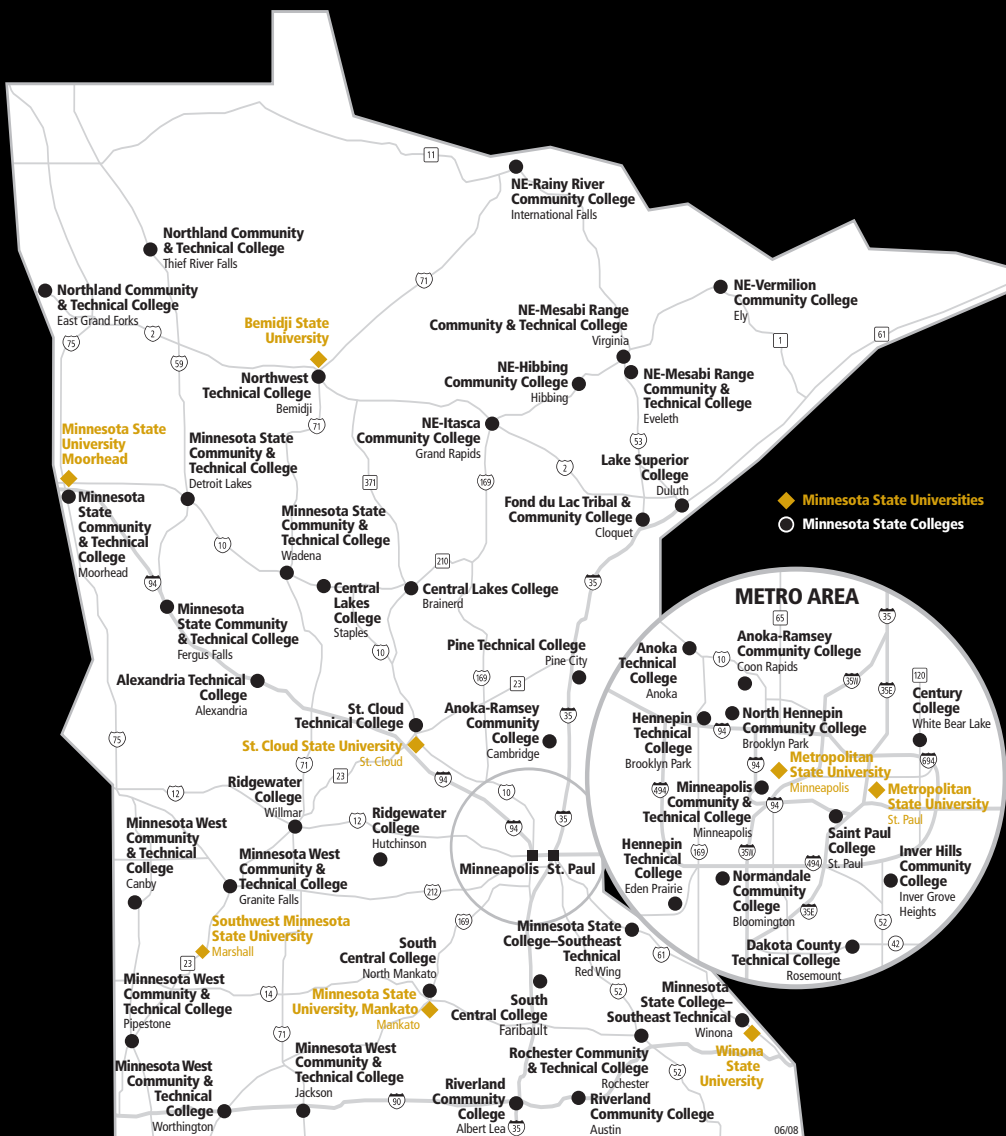 11
NE-Rainy River
Community College
International Falls
Northland Community
& Technical College
Thief River Falls
71
Northland Community
& Technical College
East Grand Forks
NE-Vermilion
Community College
Ely
NE-Mesabi Range
Community & Technical College
Virginia
Bemidji State
University
2
75
59
1
61
Northwest
Technical College
Bemidji
NE-Hibbing
Community College
Hibbing
NE-Mesabi Range
Community &
Technical College
Eveleth
71
NE-Itasca
Community College
Grand Rapids
53
Minnesota State
University
Moorhead
Minnesota State
Community &
Technical College
Detroit Lakes
371
169
2
Lake Superior
College
Duluth
Minnesota
State
Community
& Technical
College
Moorhead
Minnesota State
Community &
Technical College
Wadena
Fond du Lac Tribal &
Community College
Cloquet
Minnesota State Universities
Minnesota State Colleges
10
210
94
35
Central
Lakes
College
Staples
Central Lakes College
Brainerd
Minnesota
State Community
& Technical College
Fergus Falls
10
Pine Technical College
Pine City
Alexandria Technical
College
Alexandria
169
23
St. Cloud
Technical College
Anoka-Ramsey
Community
College
Cambridge
35
75
St. Cloud State University
St. Cloud
71
23
94
12
10
Ridgewater
College
Willmar
12
Ridgewater
College
Hutchinson
94
35
Minnesota West
Community
& Technical
College
Canby
Minnesota West
Community &
Technical College
Granite Falls
Minneapolis
St. Paul
212
169
Southwest Minnesota
State University
Marshall
23
South
Central College
North Mankato
Minnesota State
College–Southeast
Technical
Red Wing
61
Minnesota West
Community &
Technical College
Pipestone
14
Minnesota State
University, Mankato
Mankato
South
Central College
Faribault
52
Minnesota
State College–
Southeast Technical
Winona
71
Winona
State
University
Minnesota West
Community &
Technical
College
Worthington
Minnesota West
Community &
Technical College
Jackson
Rochester Community
& Technical College
Rochester
52
90
Riverland
Community
College
Albert Lea
35
Riverland
Community College
Austin
METRO AREA
65
35
Anoka
Technical
College
Anoka
10
Anoka-Ramsey
Community College
Coon Rapids
35W
35E
120
Century
College
White Bear Lake
Hennepin
Technical
College
Brooklyn Park
94
North Hennepin
Community College
Brooklyn Park
94
Metropolitan
State University
Minneapolis
694
494
Minneapolis
Community &
Technical College
Minneapolis
94
Metropolitan
State University
St. Paul
Saint Paul
College
St. Paul
Hennepin
Technical
College
Eden Prairie
169
35W
494
Inver Hills
Community
College
Inver Grove
Heights
Normandale
Community
College
Bloomington
35E
52
42
Dakota County
Technical College
Rosemount
06/08